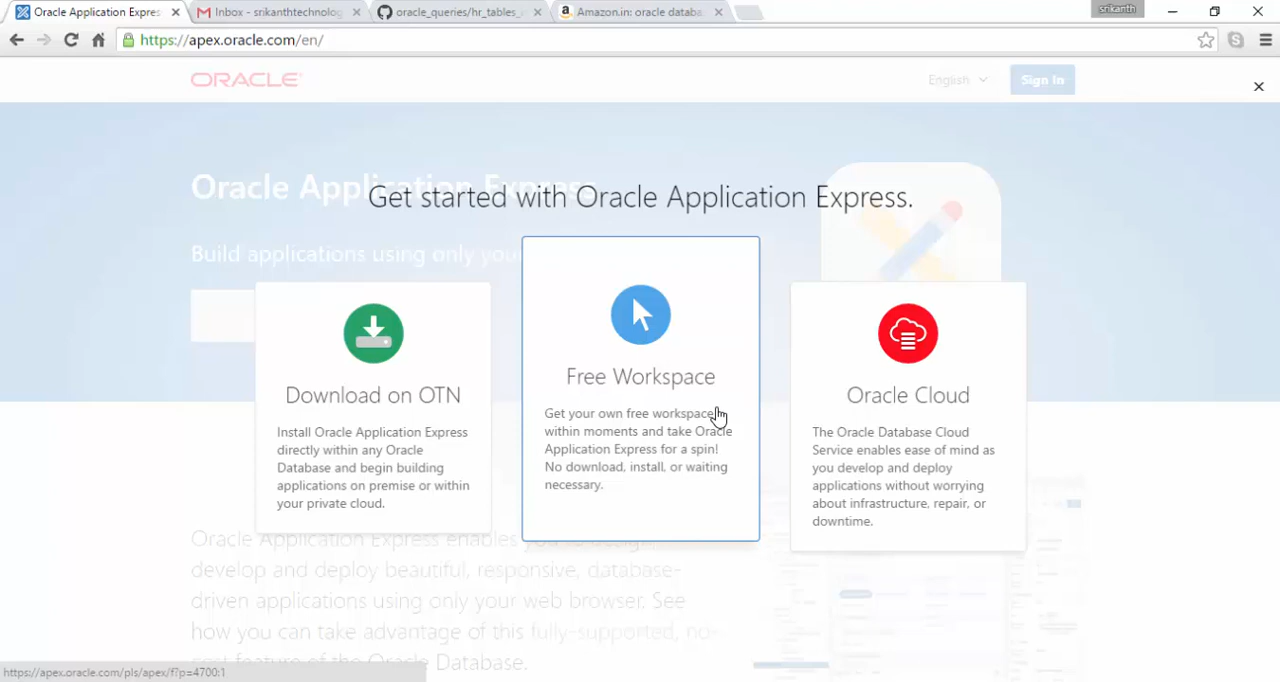 Oracle Application Expres
Inbox - srikanthtechnolog
oracle_queries/hr_tables_
Amazon.in: oracle databa
srikanth
https://apex.oracle.com/en/
ORACLE
English
Sign In
Oracle Application Express
Get started with Oracle Application Express.
Build applications using only you
Download on OTN
Install Oracle Application Express
directly within any Oracle
Database and begin building
applications on premise or within
your private cloud.
Free Workspace
Get your own free workspace
within moments and take Oracle
Application Express for a spin!
No download, install, or waiting
necessary.
Oracle Cloud
The Oracle Database Cloud
Service enables ease of mind as
you develop and deploy
applications without worrying
about infrastructure, repair, or
downtime.
Oracle Application Express enables you to design,
develop and deploy beautiful, responsive, database-
driven applications using only your web browser. See
how you can take advantage of this fully-supported, no-
cost feature of the Oracle Database.
https://apex.oracle.com/pls/apex/f?p=4700:1